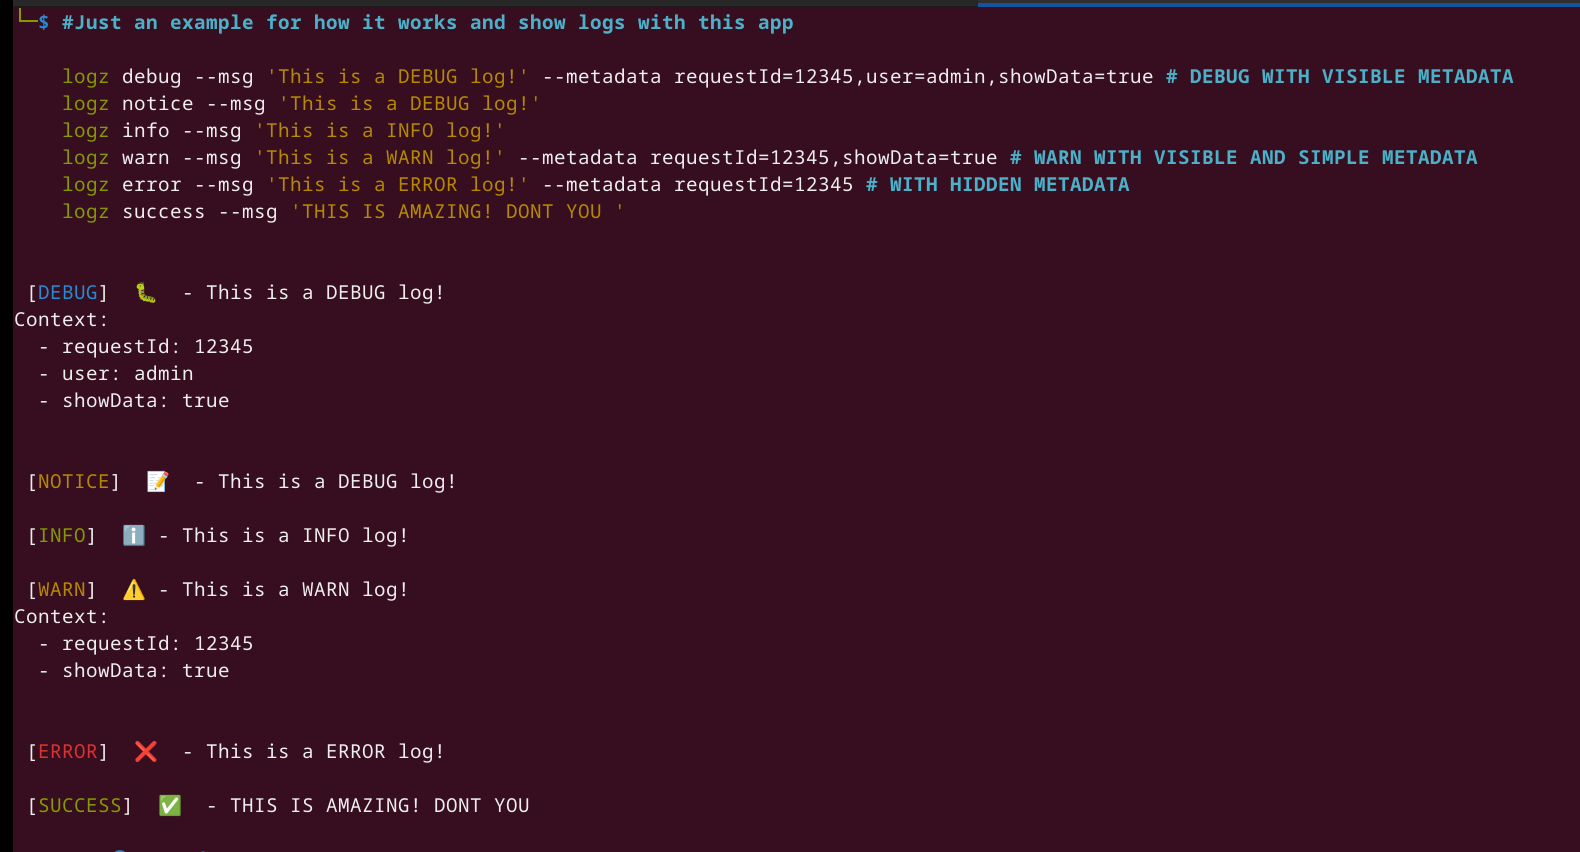 └─$ #Just an example for how it works and show logs with this app
logz debug --msg 'This is a DEBUG log!' --metadata requestId=12345,user=admin,showData=true # DEBUG WITH VISIBLE METADATA
logz notice --msg 'This is a DEBUG log!'
logz info --msg 'This is a INFO log!'
logz warn --msg 'This is a WARN log!' --metadata requestId=12345,showData=true # WARN WITH VISIBLE AND SIMPLE METADATA
logz error --msg 'This is a ERROR log!' --metadata requestId=12345 # WITH HIDDEN METADATA
logz success --msg 'THIS IS AMAZING! DONT YOU '
[DEBUG] 🐛 - This is a DEBUG log!
Context:
- requestId: 12345
- user: admin
- showData: true
[NOTICE] 📝 - This is a DEBUG log!
[INFO] ℹ️ - This is a INFO log!
[WARN] ⚠️ - This is a WARN log!
Context:
- requestId: 12345
- showData: true
[ERROR] ❌ - This is a ERROR log!
[SUCCESS] ✅ - THIS IS AMAZING! DONT YOU